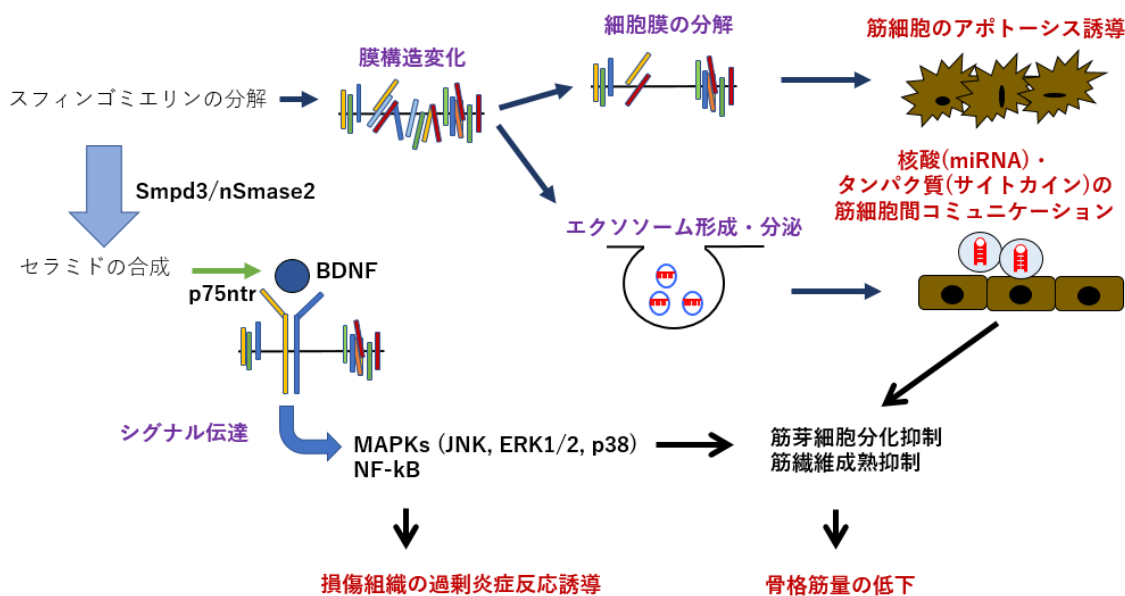 細胞膜の分解
筋細胞のアポトーシス誘導
膜構造変化
スフィンゴミエリンの分解
核酸(miRNA)・
タンパク質(サイトカイン)の
筋細胞間コミュニケーション
Smpd3/nSmase2
エクソソーム形成・分泌
セラミドの合成
BDNF
p75ntr
シグナル伝達
MAPKs (JNK, ERK1/2, p38)
NF-kB
筋芽細胞分化抑制
筋繊維成熟抑制
損傷組織の過剰炎症反応誘導
骨格筋量の低下